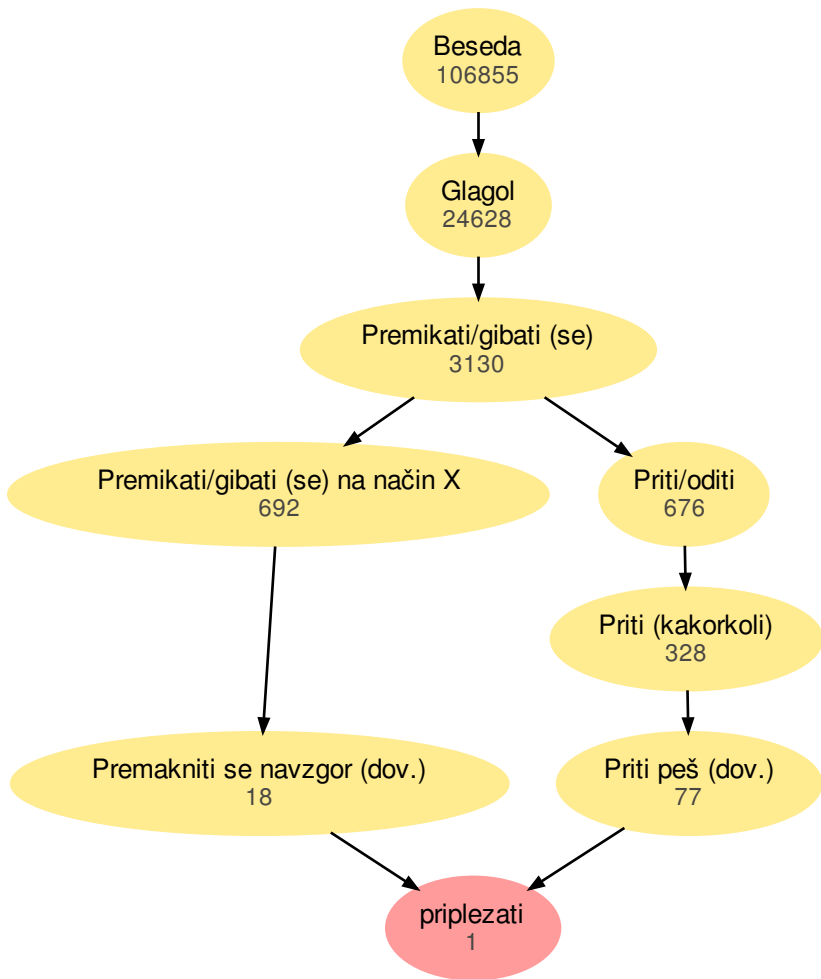 Beseda
106855
Glagol
24628
Premikati/gibati (se)
3130
Premikati/gibati (se) na način X
692
Priti/oditi
676
Priti (kakorkoli)
328
Premakniti se navzgor (dov.)
18
Priti peš (dov.)
77
priplezati
1